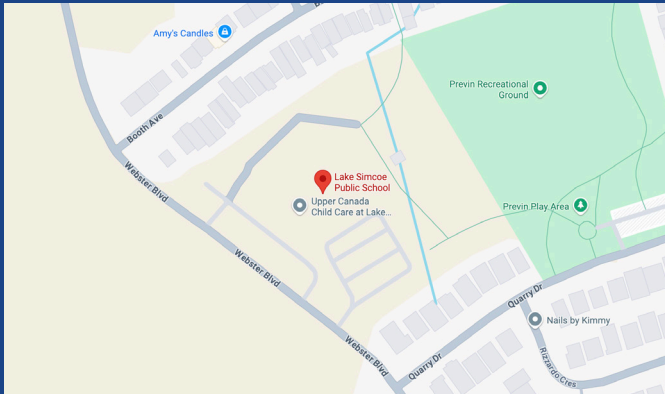 Amy's Candles
Booth Ave
Previn Recreational
Ground
Webster Blvd
Lake Simcoe
Public School
Upper Canada
Child Care at Lake...
Previn Play Area
Webster Blvd
Quarry Dr
Nails by Kimmy
Webster Blvd
Quarry Dr
Rizzardo Cres